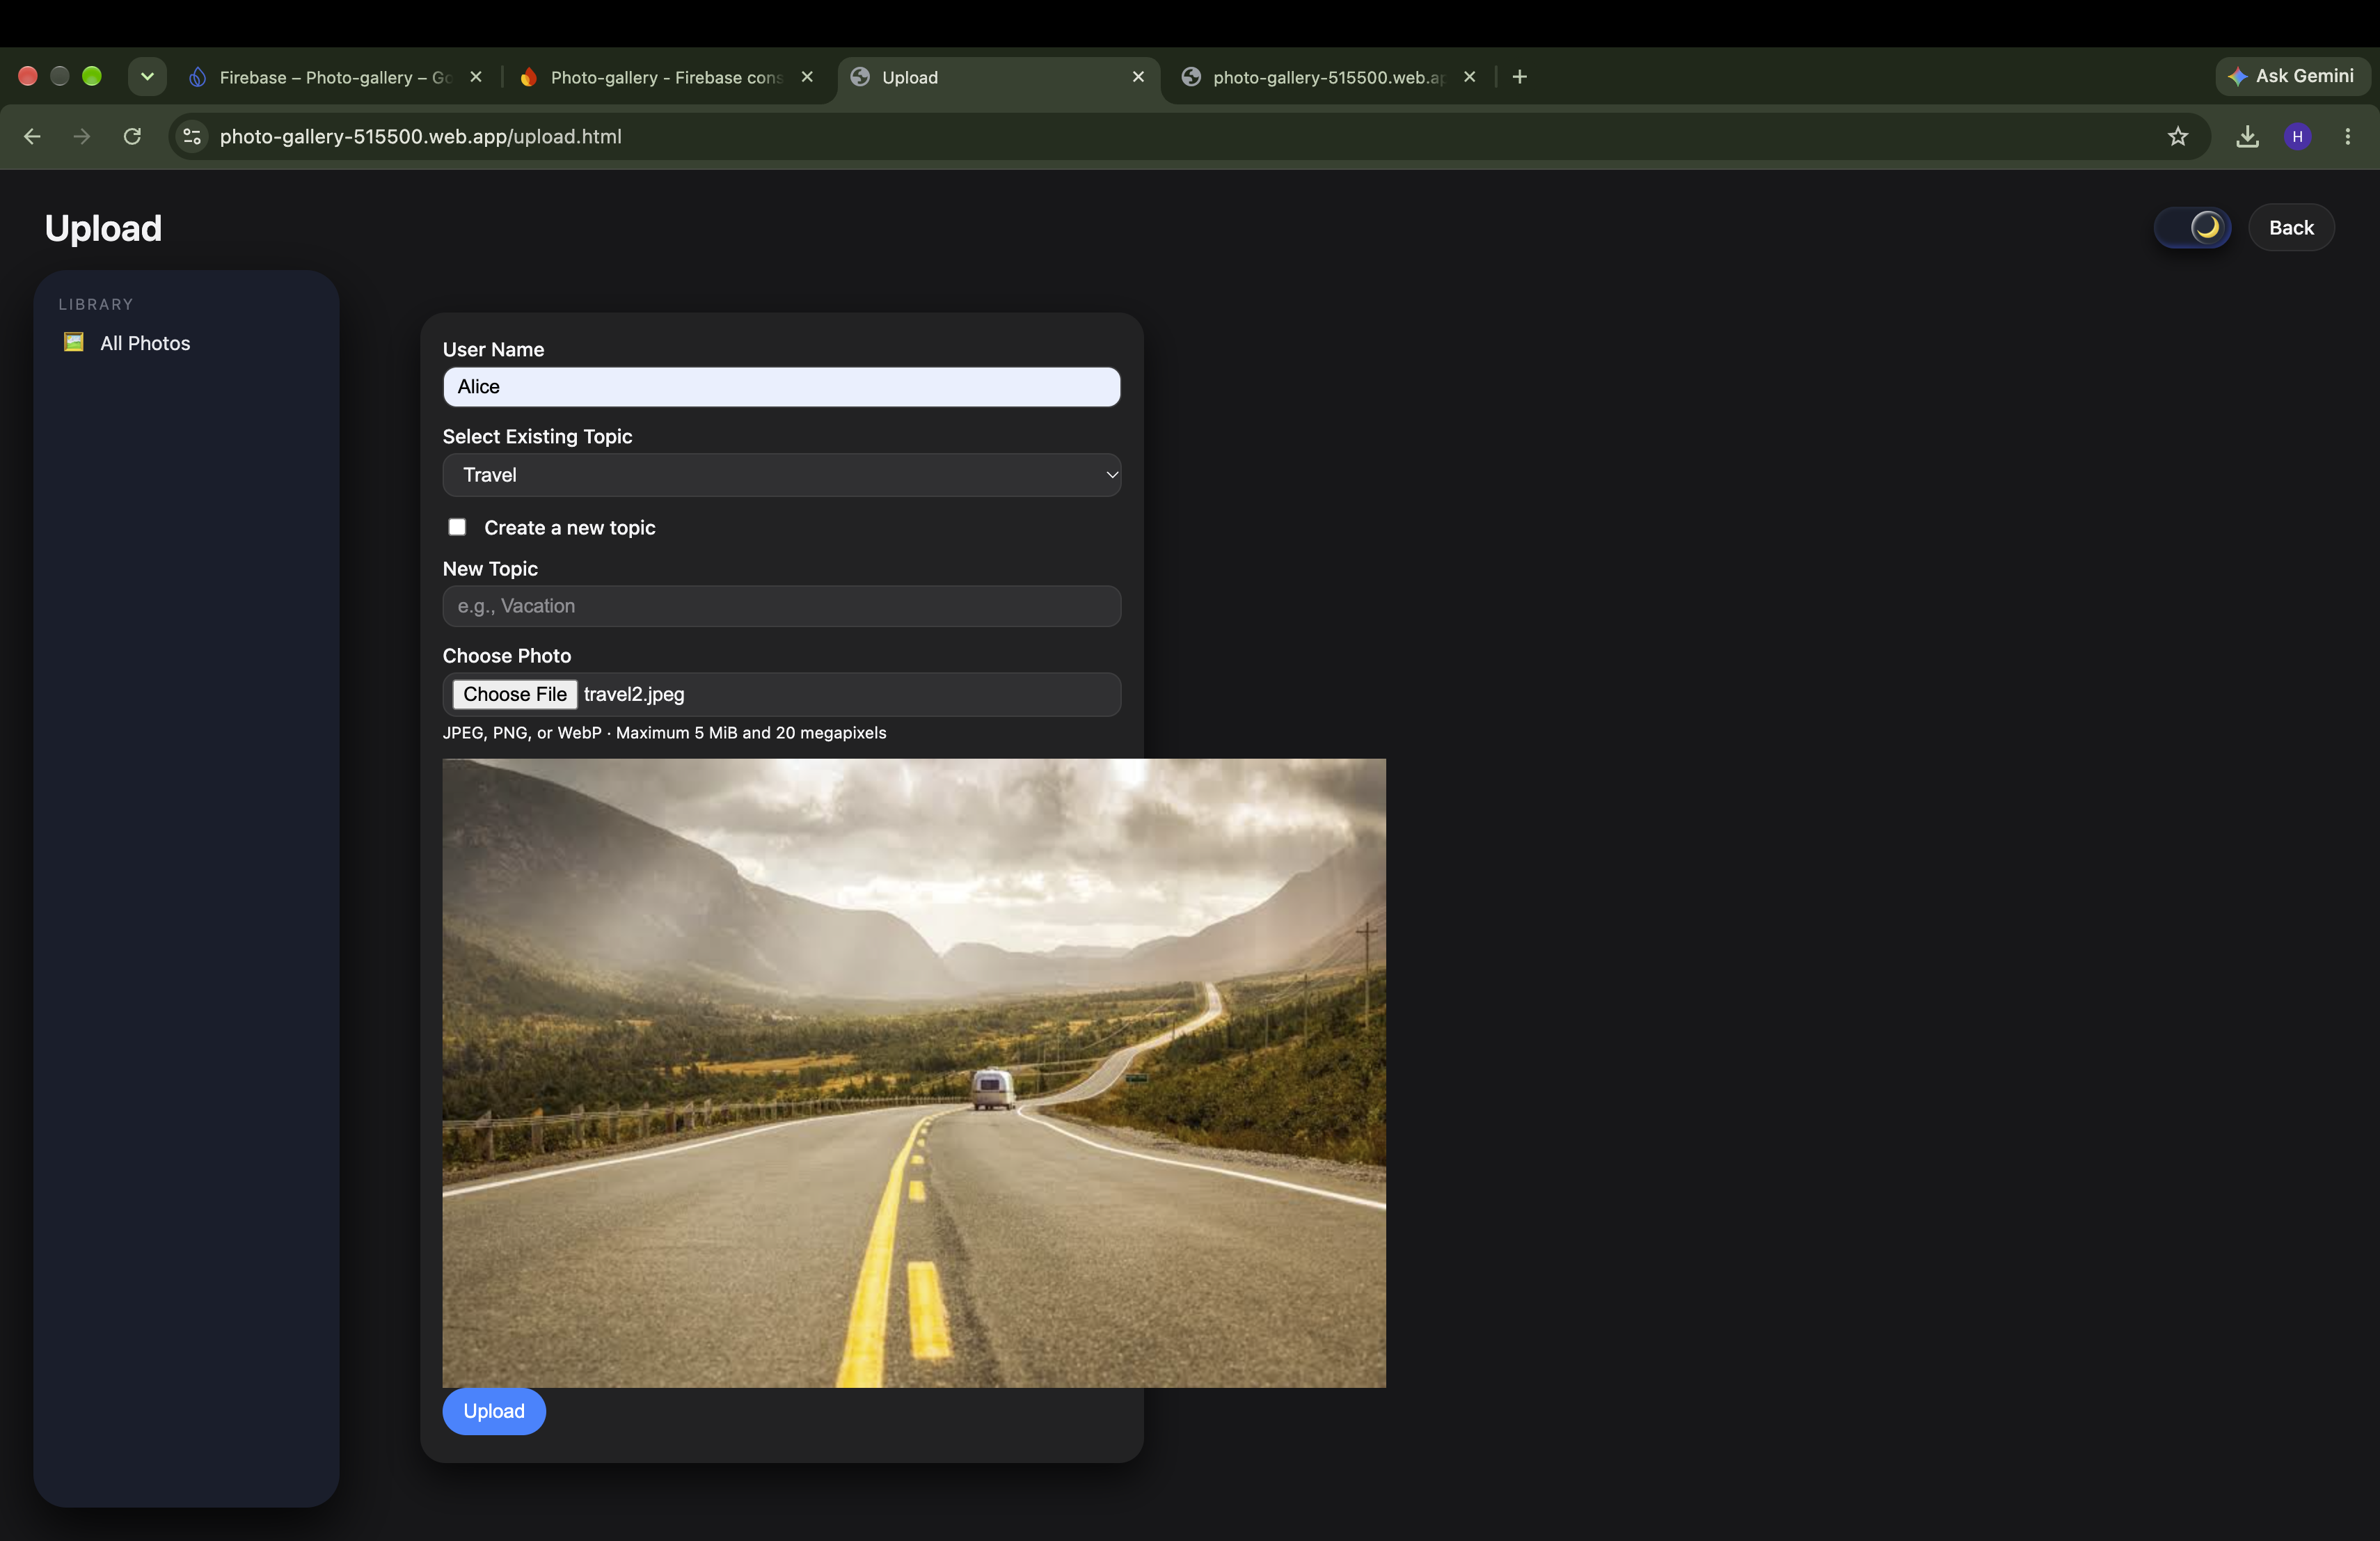 Firebase – Photo-gallery – Go
Photo-gallery - Firebase cons
Upload
photo-gallery-515500.web.ap
Ask Gemini
photo-gallery-515500.web.app/upload.html
H
Upload
Back
LIBRARY
All Photos
User Name
Alice
Select Existing Topic
Travel
Create a new topic
New Topic
e.g., Vacation
Choose Photo
Choose File travel2.jpeg
JPEG, PNG, or WebP · Maximum 5 MiB and 20 megapixels
Upload